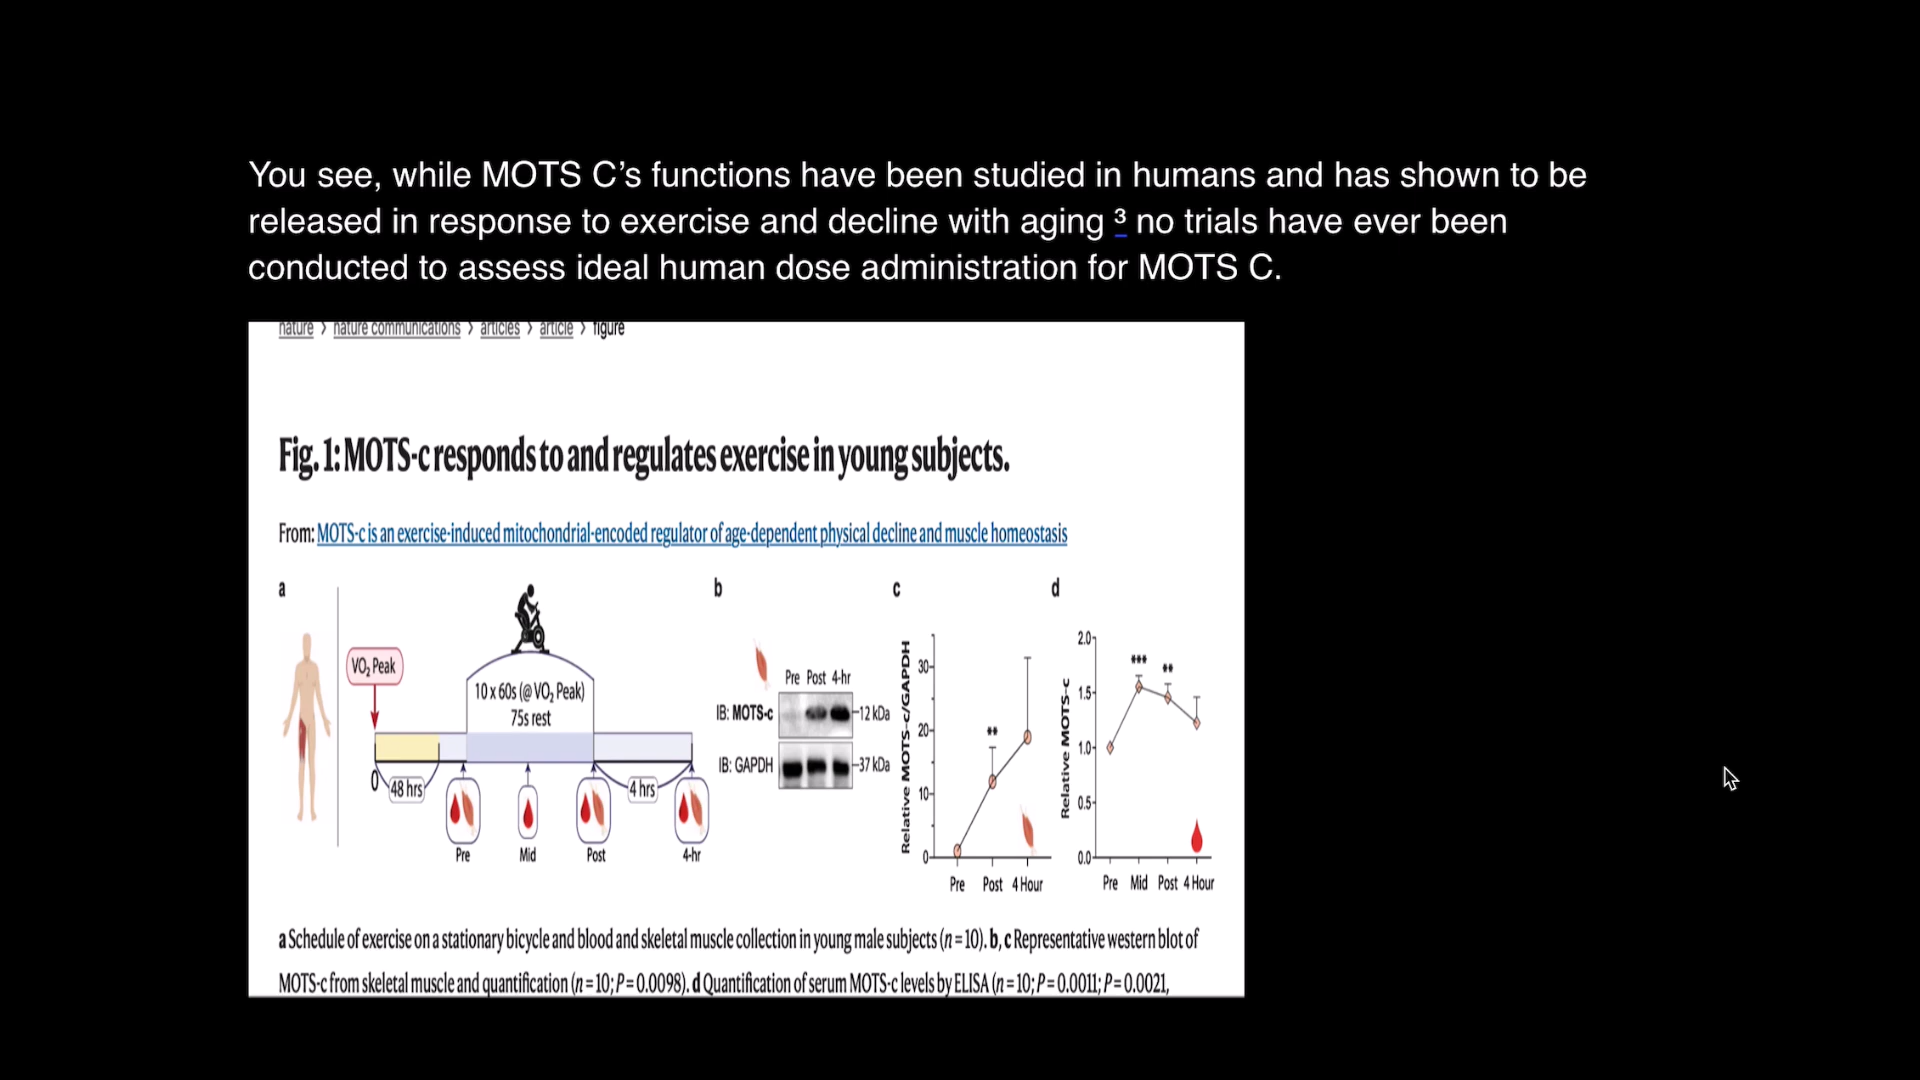 You see, while MOTS C’s functions have been studied in humans and has shown to be
released in response to exercise and decline with aging ³ no trials have ever been
conducted to assess ideal human dose administration for MOTS C.
nature > nature communications > articles > article > figure
Fig. 1: MOTS-c responds to and regulates exercise in young subjects.
From: MOTS-c is an exercise-induced mitochondrial-encoded regulator of age-dependent physical decline and muscle homeostasis
a
VO₂ Peak
10 x 60s (@ VO₂ Peak)
75s rest
0
48 hrs
4 hrs
Pre Mid Post 4-hr
b
Pre Post 4-hr
IB: MOTS-c
12 kDa
IB: GAPDH
37 kDa
c
Relative MOTS-c/GAPDH
30
20
10
0
**
Pre Post 4 Hour
d
Relative MOTS-c
2.0
1.5
1.0
0.5
0.0
*** **
Pre Mid Post 4 Hour
a Schedule of exercise on a stationary bicycle and blood and skeletal muscle collection in young male subjects (n = 10). b, c Representative western blot of
MOTS-c from skeletal muscle and quantification (n = 10; P = 0.0098). d Quantification of serum MOTS-c levels by ELISA (n = 10; P = 0.0011; P = 0.0021,